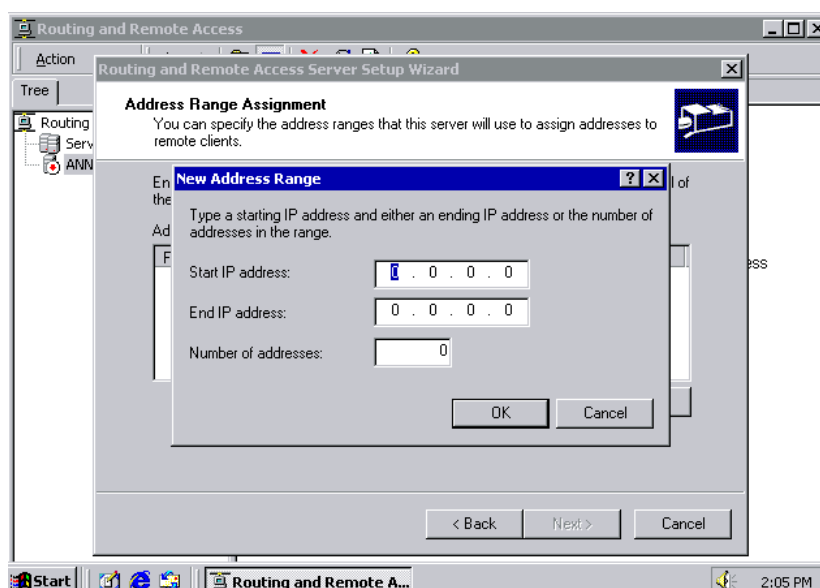 Routing and Remote Access
Action
Routing and Remote Access Server Setup Wizard
Tree
Address Range Assignment
You can specify the address ranges that this server will use to assign addresses to
remote clients.
Routing
Serv
ANN
En
l of
the
New Address Range
Type a starting IP address and either an ending IP address or the number of
addresses in the range.
Ad
F
ess
Start IP address:
0 . 0 . 0 . 0
End IP address:
0 . 0 . 0 . 0
Number of addresses:
0
OK
Cancel
< Back
Next >
Cancel
Start
Routing and Remote A...
2:05 PM